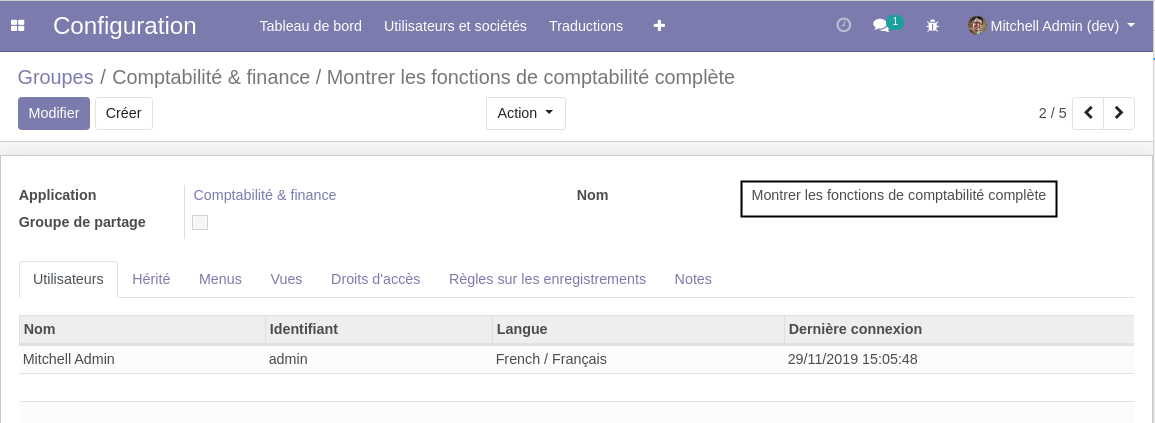 Configuration Tableau de bord Utilisateurs et sociétés Traductions 1 Mitchell Admin (dev)
Groupes / Comptabilité & finance / Montrer les fonctions de comptabilité complète
Modifier Créer Action 2 / 5
Application Comptabilité & finance Nom Montrer les fonctions de comptabilité complète
Groupe de partage
Utilisateurs Hérité Menus Vues Droits d'accès Règles sur les enregistrements Notes
Nom Identifiant Langue Dernière connexion
Mitchell Admin admin French / Français 29/11/2019 15:05:48